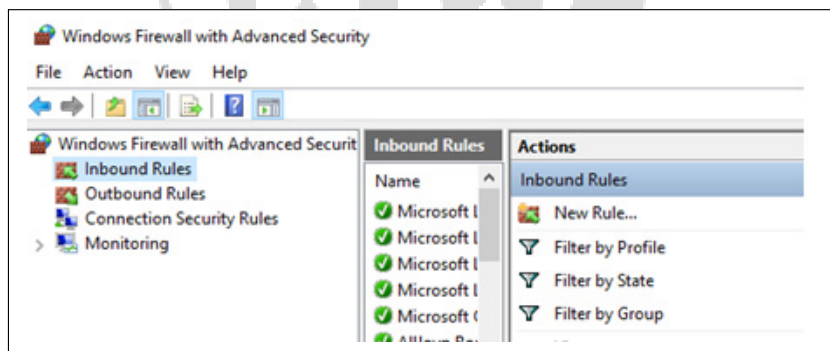 Windows Firewall with Advanced Security
File Action View Help
Windows Firewall with Advanced Securit
Inbound Rules
Outbound Rules
Connection Security Rules
Monitoring
Inbound Rules
Name
Microsoft L
Microsoft L
Microsoft L
Microsoft L
Microsoft
Actions
Inbound Rules
New Rule...
Filter by Profile
Filter by State
Filter by Group